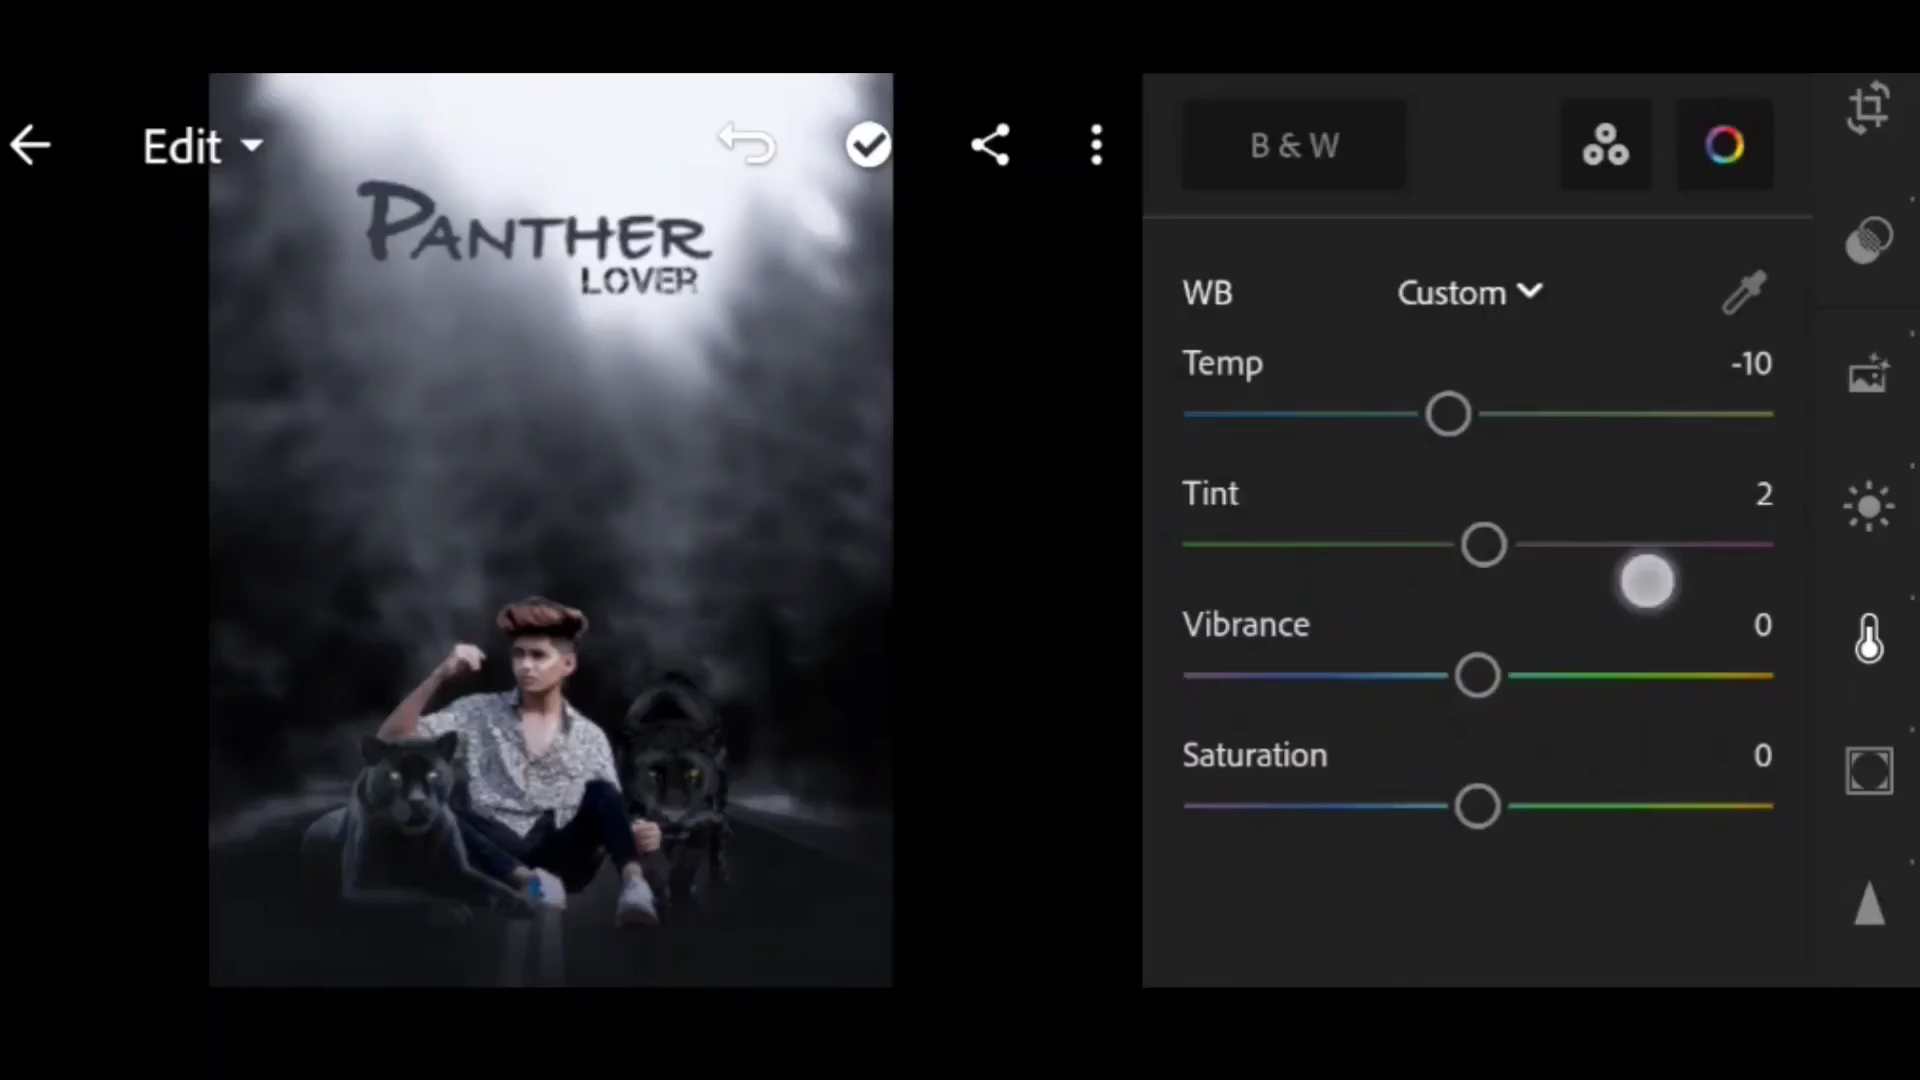 Edit
B & W
PANTHER
LOVER
WB Custom
Temp -10
Tint 2
Vibrance 0
Saturation 0